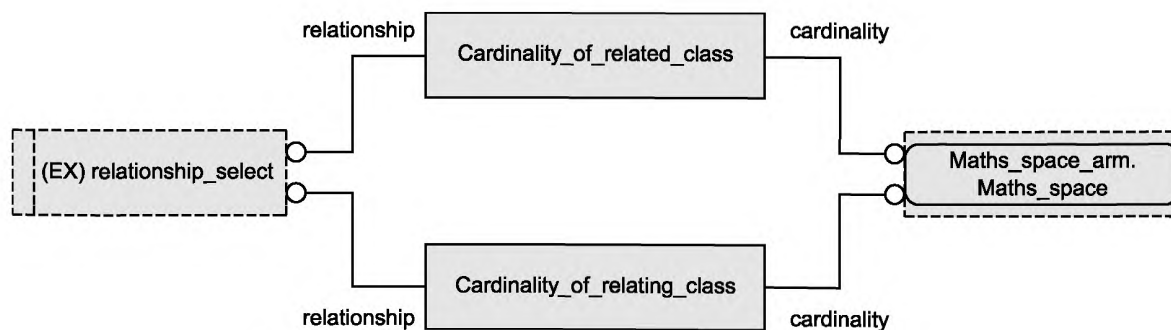 relationship
Cardinality_of_related_class
cardinality
(EX) relationship_select
Maths_space_arm.
Maths_space
Cardinality_of_relating_class
relationship
cardinality